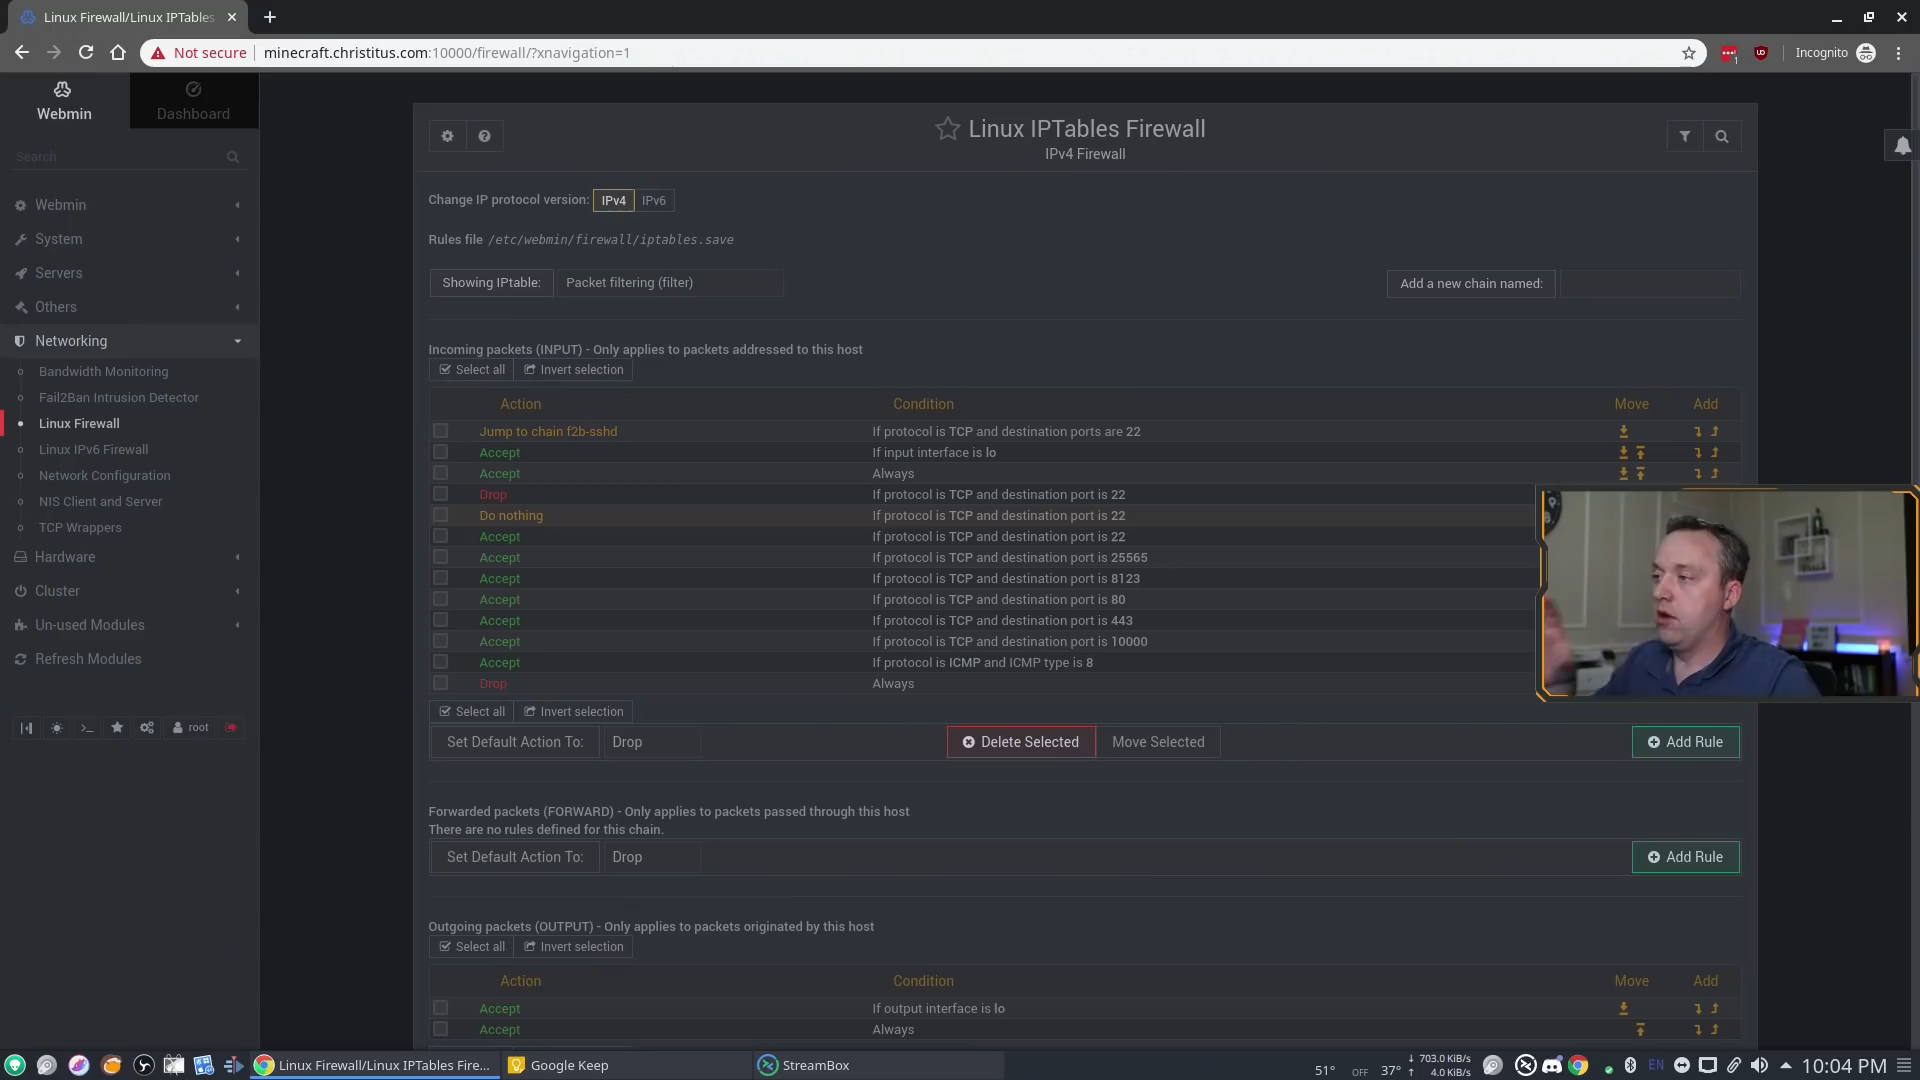 Linux Firewall/Linux IPTables
Not secure
minecraft.christitus.com:10000/firewall/?xnavigation=1
1
Incognito
Webmin
Dashboard
Search
Webmin
System
Servers
Others
Networking
Bandwidth Monitoring
Fail2Ban Intrusion Detector
Linux Firewall
Linux IPv6 Firewall
Network Configuration
NIS Client and Server
TCP Wrappers
Hardware
Cluster
Un-used Modules
Refresh Modules
root
Linux IPTables Firewall
IPv4 Firewall
Change IP protocol version: IPv4 IPv6
Rules file /etc/webmin/firewall/iptables.save
Showing IPtable: Packet filtering (filter) Add a new chain named:
Incoming packets (INPUT) - Only applies to packets addressed to this host
Select all Invert selection
Action Condition Move Add
Jump to chain f2b-sshd If protocol is TCP and destination ports are 22
Accept If input interface is lo
Accept Always
Drop If protocol is TCP and destination port is 22
Do nothing If protocol is TCP and destination port is 22
Accept If protocol is TCP and destination port is 22
Accept If protocol is TCP and destination port is 25565
Accept If protocol is TCP and destination port is 8123
Accept If protocol is TCP and destination port is 80
Accept If protocol is TCP and destination port is 443
Accept If protocol is TCP and destination port is 10000
Accept If protocol is ICMP and ICMP type is 8
Drop Always
Select all Invert selection
Set Default Action To: Drop Delete Selected Move Selected Add Rule
Forwarded packets (FORWARD) - Only applies to packets passed through this host
There are no rules defined for this chain.
Set Default Action To: Drop Add Rule
Outgoing packets (OUTPUT) - Only applies to packets originated by this host
Select all Invert selection
Action Condition Move Add
Accept If output interface is lo
Accept Always
Linux Firewall/Linux IPTables Fire... Google Keep StreamBox
51° OFF 37° ↓ 703.0 KiB/s ↑ 4.0 KiB/s EN 10:04 PM